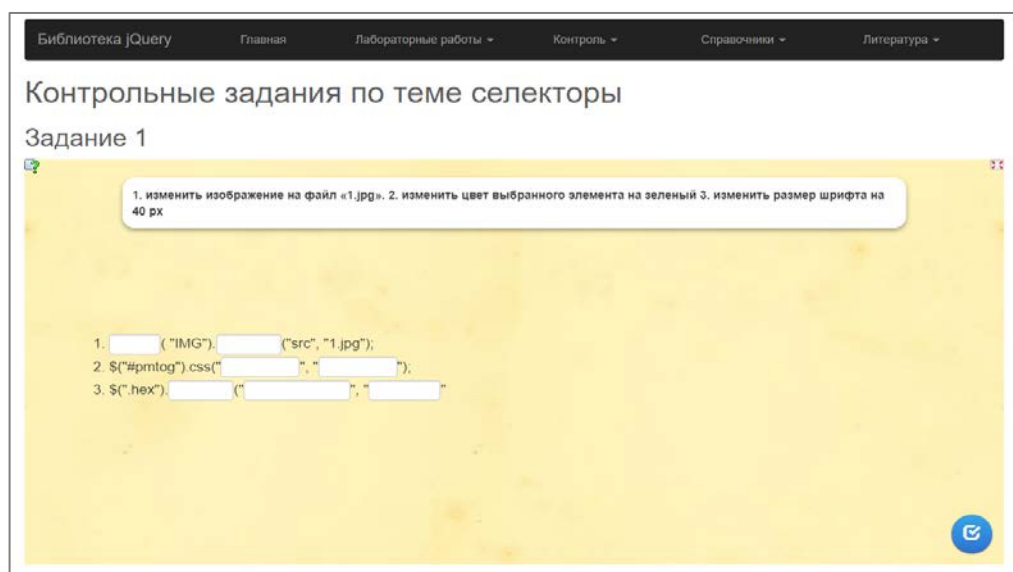 Библиотека jQuery Главная Лабораторные работы Контроль Справочники Литература
Контрольные задания по теме селекторы
Задание 1
1. изменить изображение на файл «1.jpg». 2. изменить цвет выбранного элемента на зеленый 3. изменить размер шрифта на
40 px
1. ( "IMG"). ("src", "1.jpg");
2. $("#pmtog").css(" ", " ");
3. $(".hex"). (" ", " "